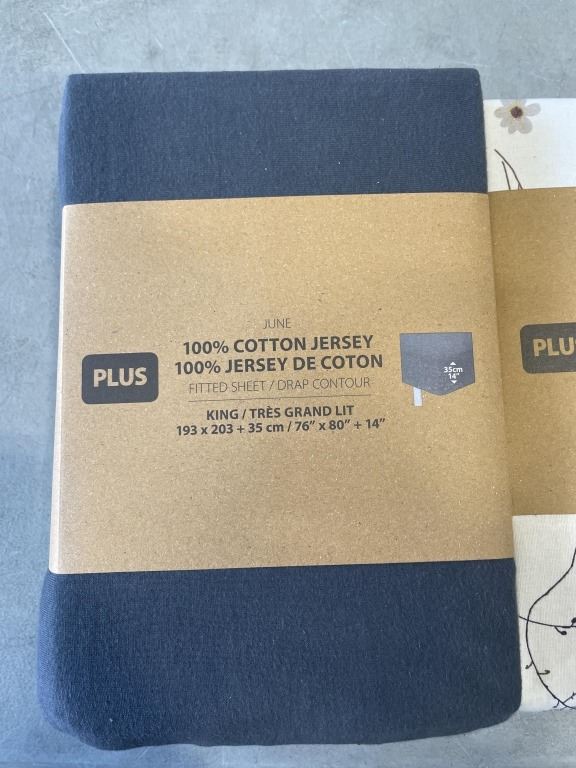 JUNE
100% COTTON JERSEY
100% JERSEY DE COTON
FITTED SHEET / DRAP CONTOUR
KING / TRÈS GRAND LIT
193 x 203 + 35 cm / 76” x 80” + 14”
PLUS
35cm
14”
PLU